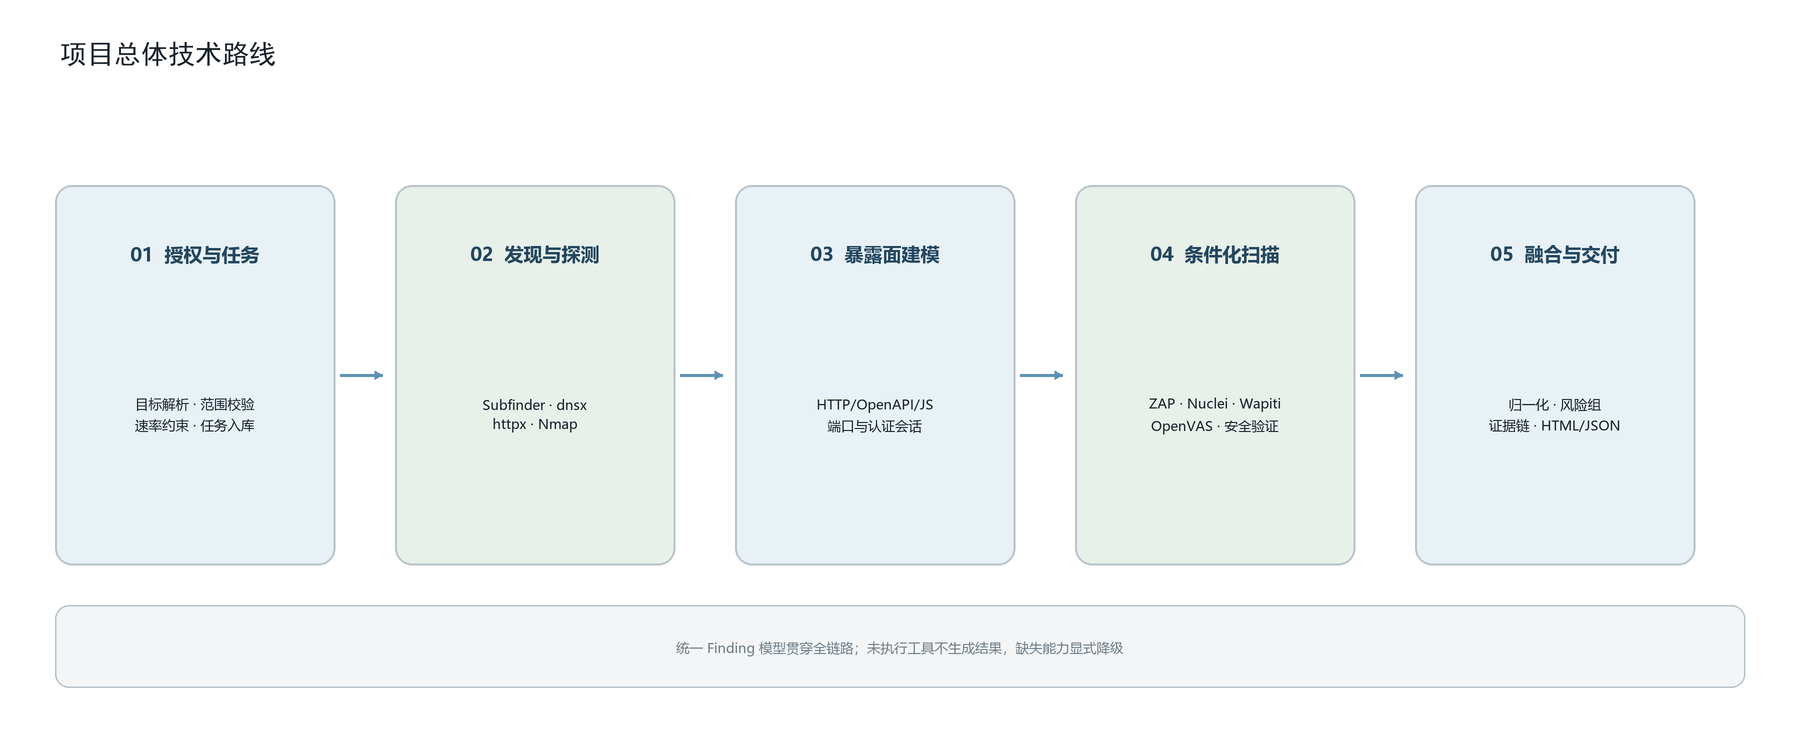 项目总体技术路线
01 授权与任务
目标解析 · 范围校验
速率约束 · 任务入库
02 发现与探测
Subfinder · dnsx
httpx · Nmap
03 暴露面建模
HTTP/OpenAPI/JS
端口与认证会话
04 条件化扫描
ZAP · Nuclei · Wapiti
OpenVAS · 安全验证
05 融合与交付
归一化 · 风险组
证据链 · HTML/JSON
统一 Finding 模型贯穿全链路；未执行工具不生成结果，缺失能力显式降级